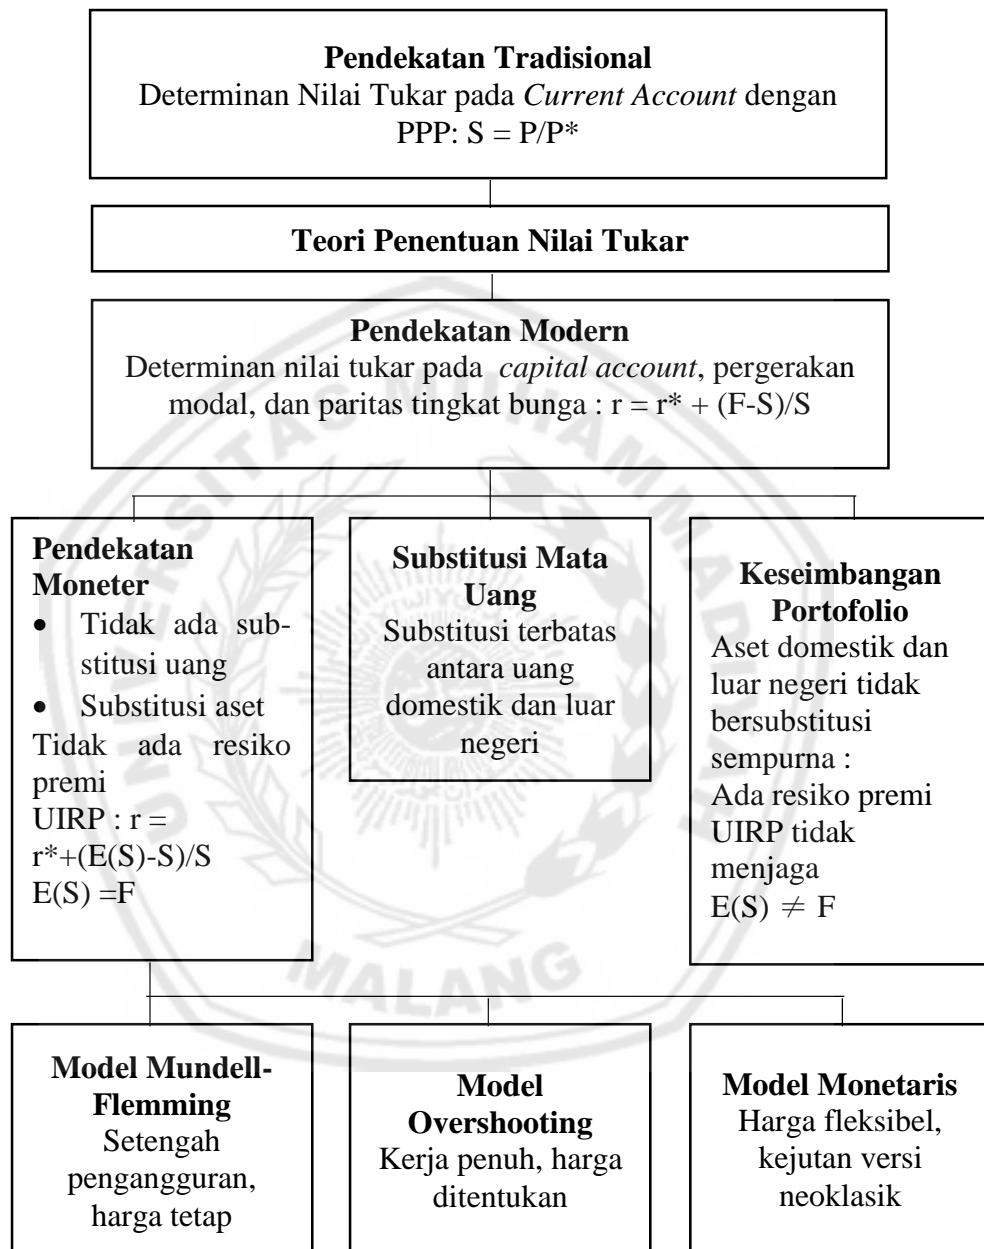 Pendekatan Tradisional
Determinan Nilai Tukar pada Current Account dengan
PPP: S = P/P*
Teori Penentuan Nilai Tukar
Pendekatan Modern
Determinan nilai tukar pada capital account, pergerakan
modal, dan paritas tingkat bunga : r = r* + (F-S)/S
Pendekatan
Moneter
• Tidak ada sub-
stitusi uang
• Substitusi aset
Tidak ada resiko
premi
UIRP : r =
r*+(E(S)-S)/S
E(S) =F
Substitusi Mata
Uang
Substitusi terbatas
antara uang
domestik dan luar
negeri
Keseimbangan
Portofolio
Aset domestik dan
luar negeri tidak
bersubstitusi
sempurna :
Ada resiko premi
UIRP tidak
menjaga
E(S) ≠ F
Model Mundell-
Flemming
Setengah
pengangguran,
harga tetap
Model
Overshooting
Kerja penuh, harga
ditentukan
Model Monetaris
Harga fleksibel,
kejutan versi
neoklasik
UNIVERSITAS MUHAMMADIYAH
MALANG